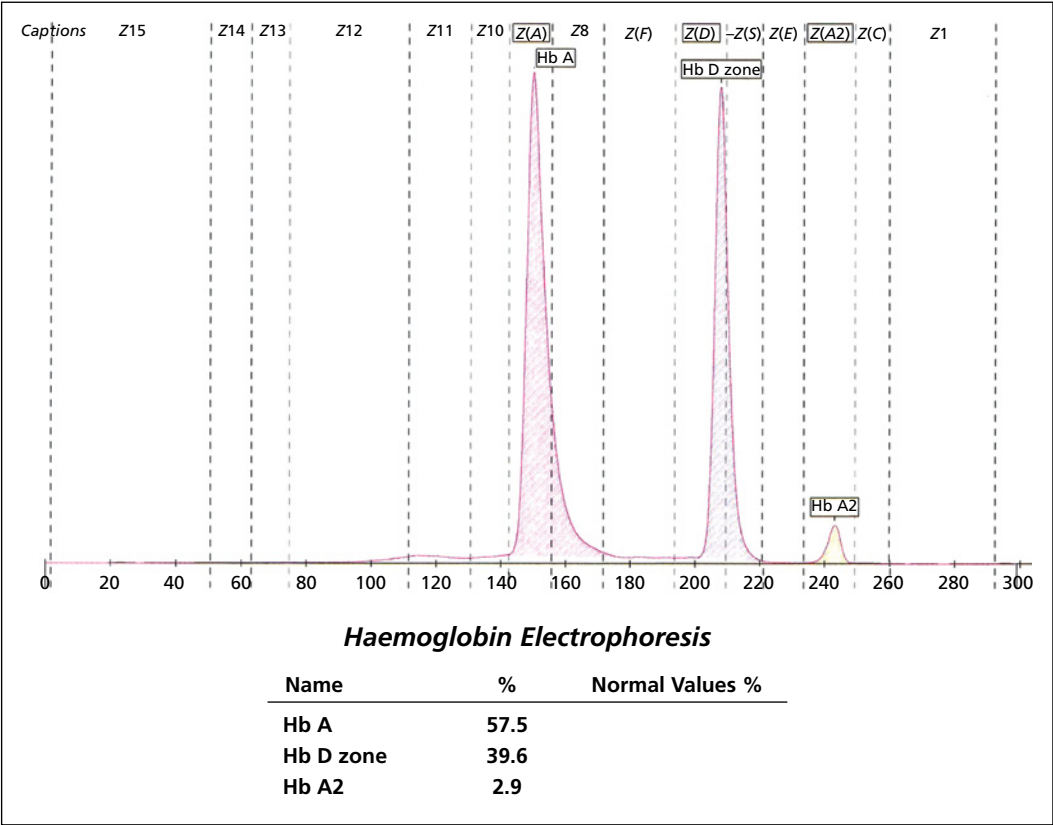 Captions Z15 Z14 Z13 Z12 Z11 Z10 Z(A) Z8 Z(F) Z(D) –Z(S) Z(E) Z(A2) Z(C) Z1
Hb A
Hb D zone
Hb A2
0 20 40 60 80 100 120 140 160 180 200 220 240 260 280 300
Haemoglobin Electrophoresis
Name % Normal Values %
Hb A 57.5
Hb D zone 39.6
Hb A2 2.9